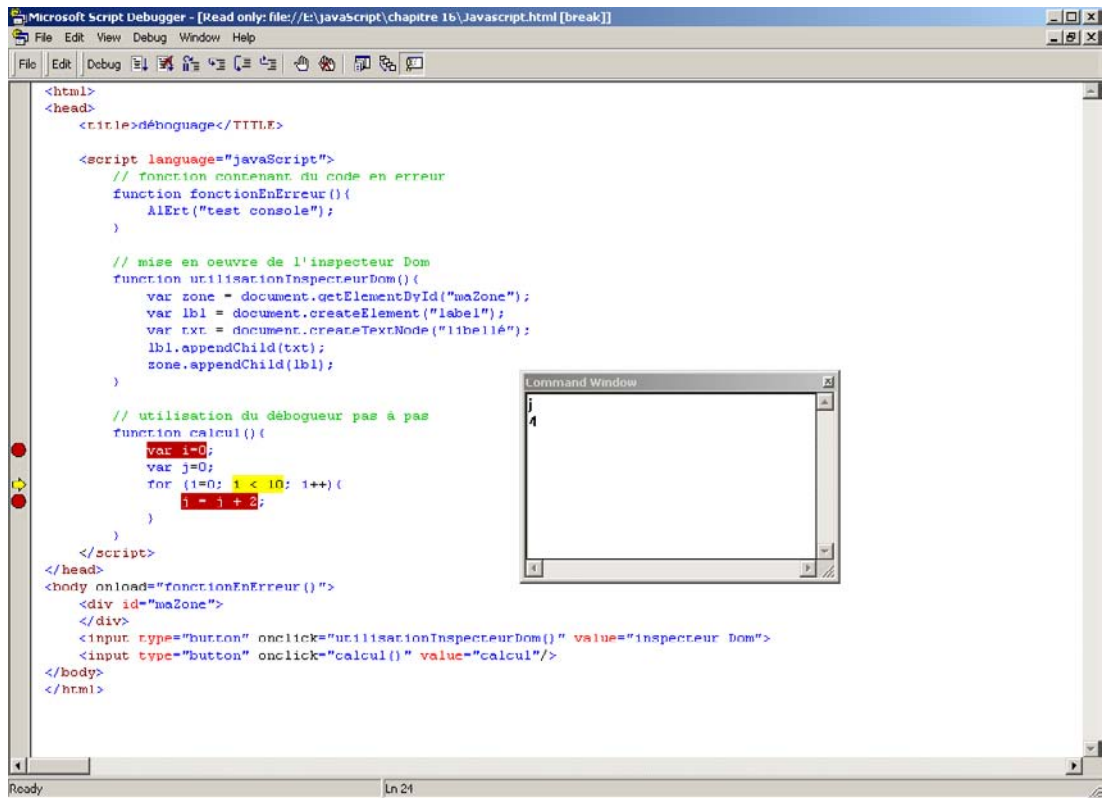 Microsoft Script Debugger - [Read only: file://E:\javaScript\chapitre 16\Javascript.html [break]]
File Edit View Debug Window Help
File Edit Debug
<html>
<head>
<title>déboguage</TITLE>
<script language="javaScript">
// fonction contenant du code en erreur
function fonctionEnErreur(){
AlErt("test console");
}
// mise en oeuvre de l'inspecteur Dom
function utilisationInspecteurDom(){
var zone = document.getElementById("maZone");
var lbl = document.createElement("label");
var txt = document.createTextNode("libellé");
lbl.appendChild(txt);
zone.appendChild(lbl);
}
// utilisation du débogueur pas à pas
function calcul(){
var i=0;
var j=0;
for (i=0; i < 10; i++){
j = j + 2;
}
}
</script>
</head>
<body onload="fonctionEnErreur()">
<div id="maZone">
</div>
<input type="button" onclick="utilisationInspecteurDom()" value="inspecteur Dom">
<input type="button" onclick="calcul()" value="calcul"/>
</body>
</html>
Command Window
j
4
Ready Ln 24